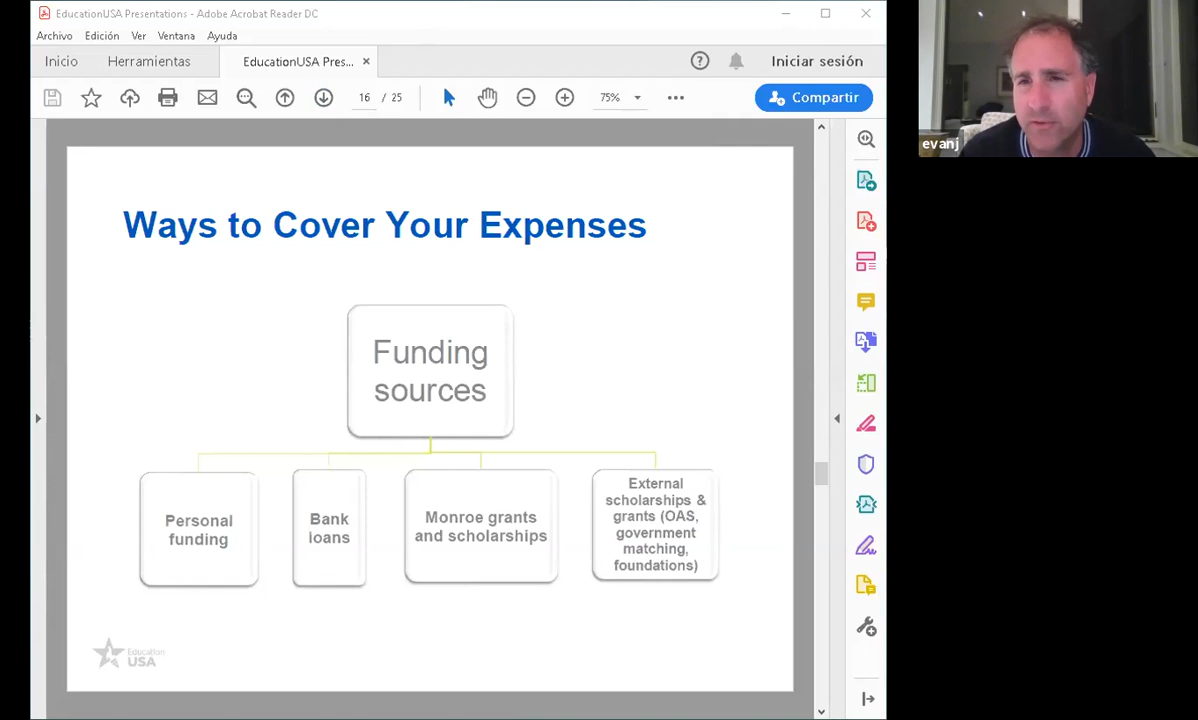 EducationUSA Presentations - Adobe Acrobat Reader DC
Archivo Edición Ver Ventana Ayuda
Inicio Herramientas EducationUSA Pres... ×
Iniciar sesión
16 / 25
75%
Compartir
evanj
Ways to Cover Your Expenses
Funding
sources
Personal
funding
Bank
loans
Monroe grants
and scholarships
External
scholarships &
grants (OAS,
government
matching,
foundations)
Education
USA